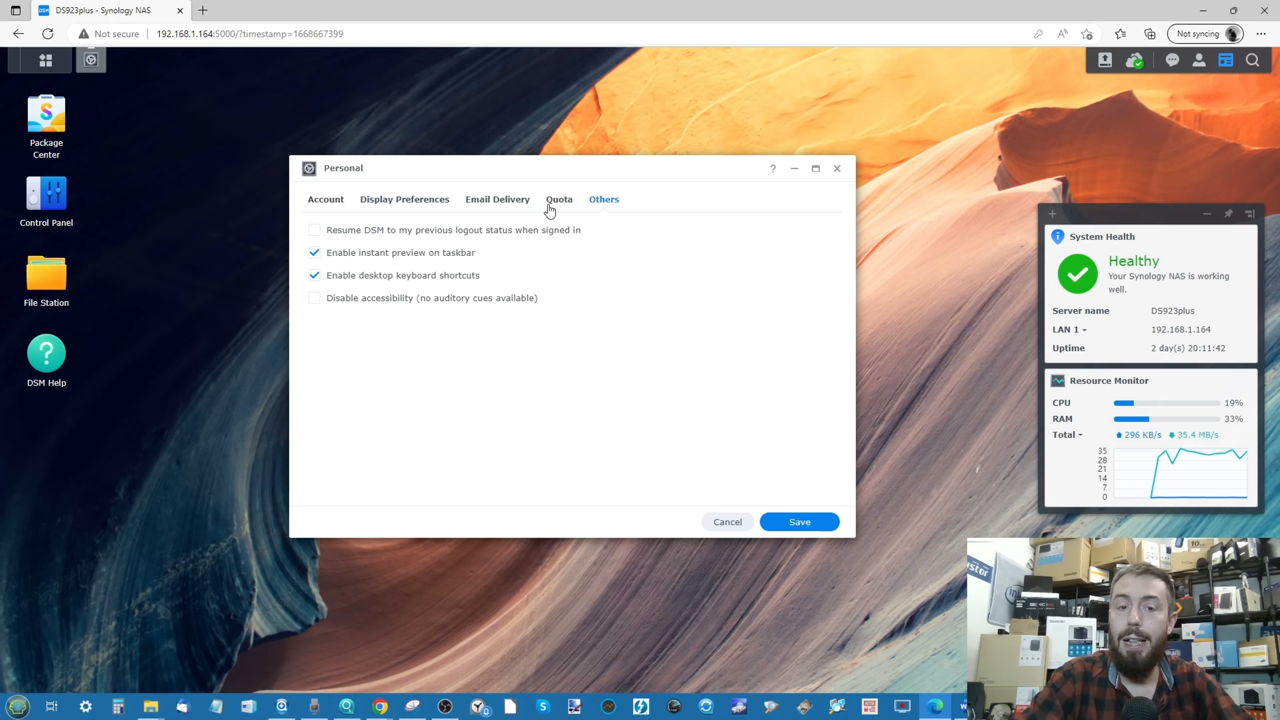 DS923plus - Synology NAS
Not secure 192.168.1.164:5000/?timestamp=1668667399
Not syncing
Package
Center
Control Panel
File Station
DSM Help
Personal
Account Display Preferences Email Delivery Quota Others
Resume DSM to my previous logout status when signed in
Enable instant preview on taskbar
Enable desktop keyboard shortcuts
Disable accessibility (no auditory cues available)
Cancel Save
System Health
Healthy
Your Synology NAS is working
well.
Server name DS923plus
LAN 1 192.168.1.164
Uptime 2 day(s) 20:11:42
Resource Monitor
CPU 19%
RAM 33%
Total 296 KB/s 35.4 MB/s
35
28
21
14
7
0